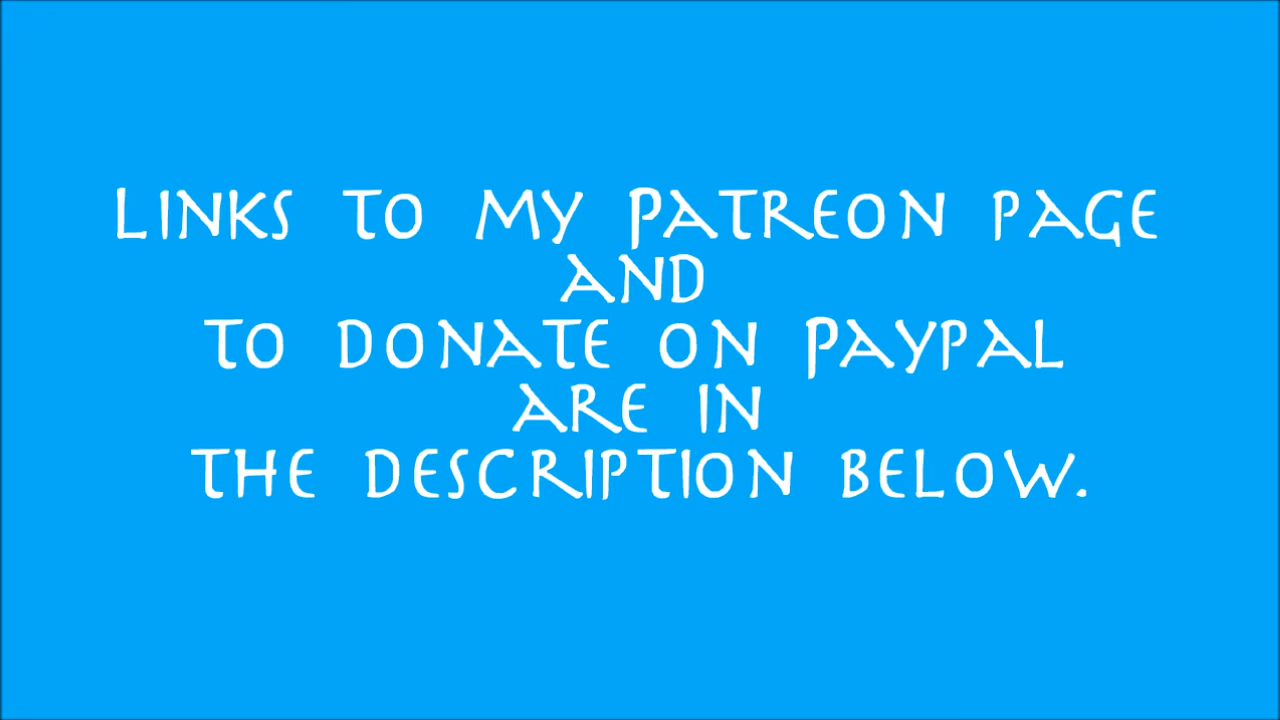 Links to my Patreon page
and
to donate on Paypal
are in
the description below.